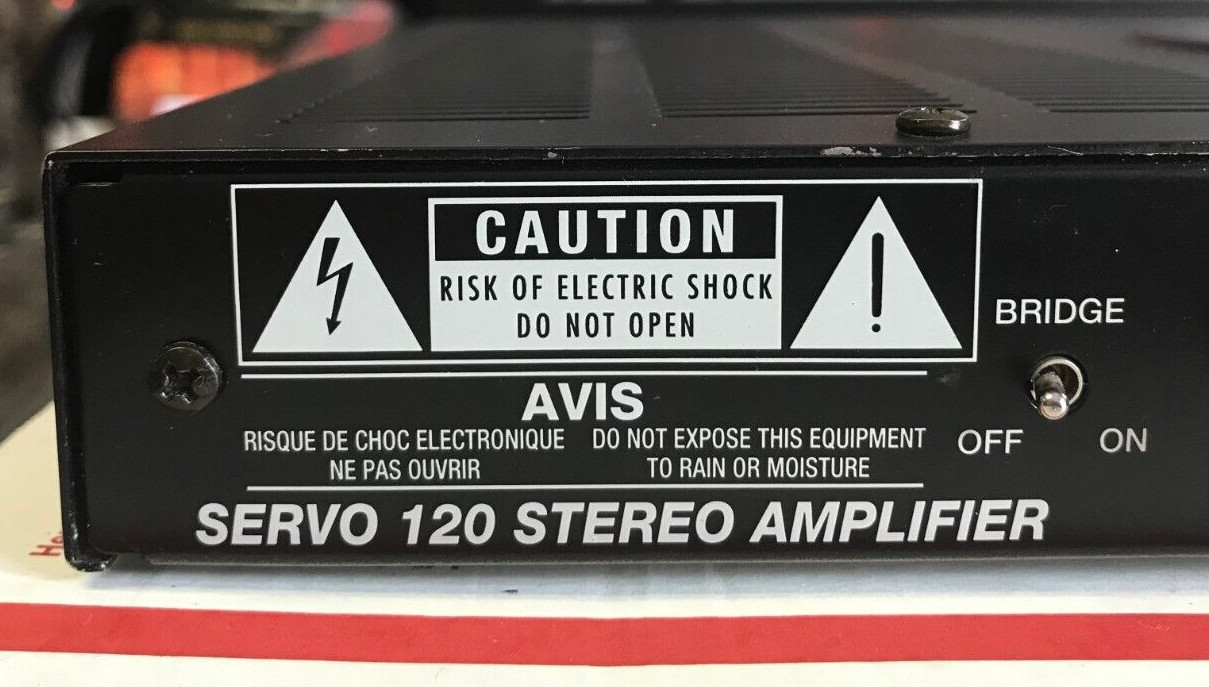 CAUTION
RISK OF ELECTRIC SHOCK
DO NOT OPEN
BRIDGE
OFF ON
AVIS
RISQUE DE CHOC ELECTRONIQUE
NE PAS OUVRIR
DO NOT EXPOSE THIS EQUIPMENT
TO RAIN OR MOISTURE
SERVO 120 STEREO AMPLIFIER